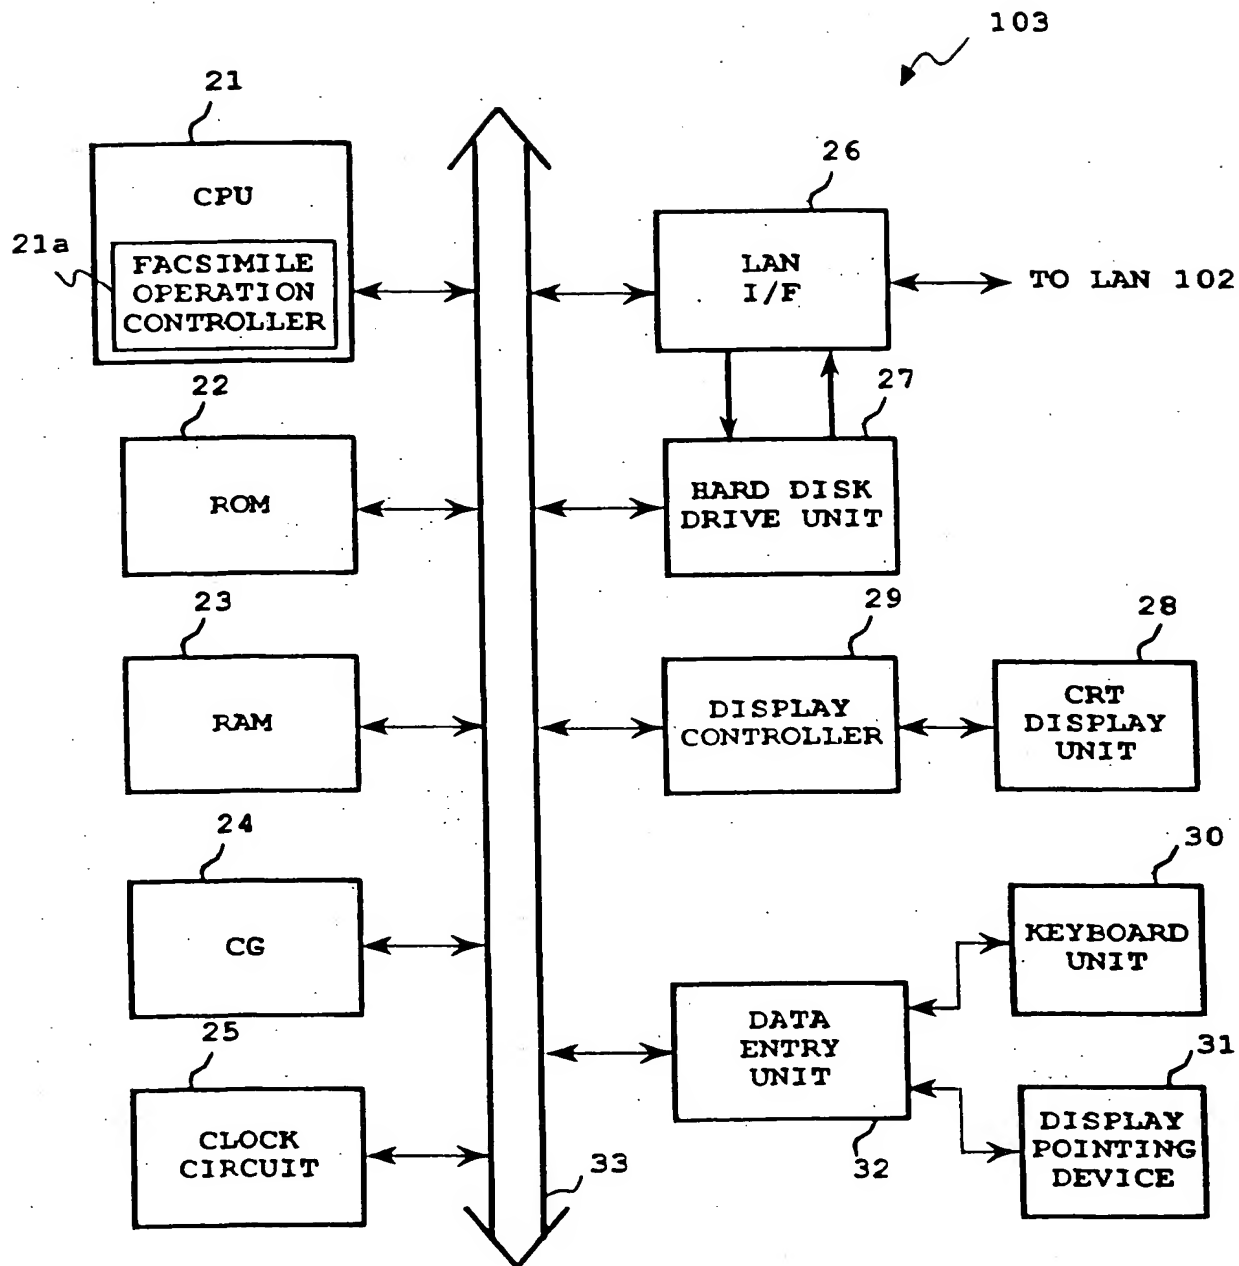 103
21
CPU
21a
FACSIMILE
OPERATION
CONTROLLER
26
LAN
I/F
TO LAN 102
22
ROM
27
HARD DISK
DRIVE UNIT
23
RAM
29
DISPLAY
CONTROLLER
28
CRT
DISPLAY
UNIT
24
CG
30
KEYBOARD
UNIT
25
CLOCK
CIRCUIT
DATA
ENTRY
UNIT
32
31
DISPLAY
POINTING
DEVICE
33